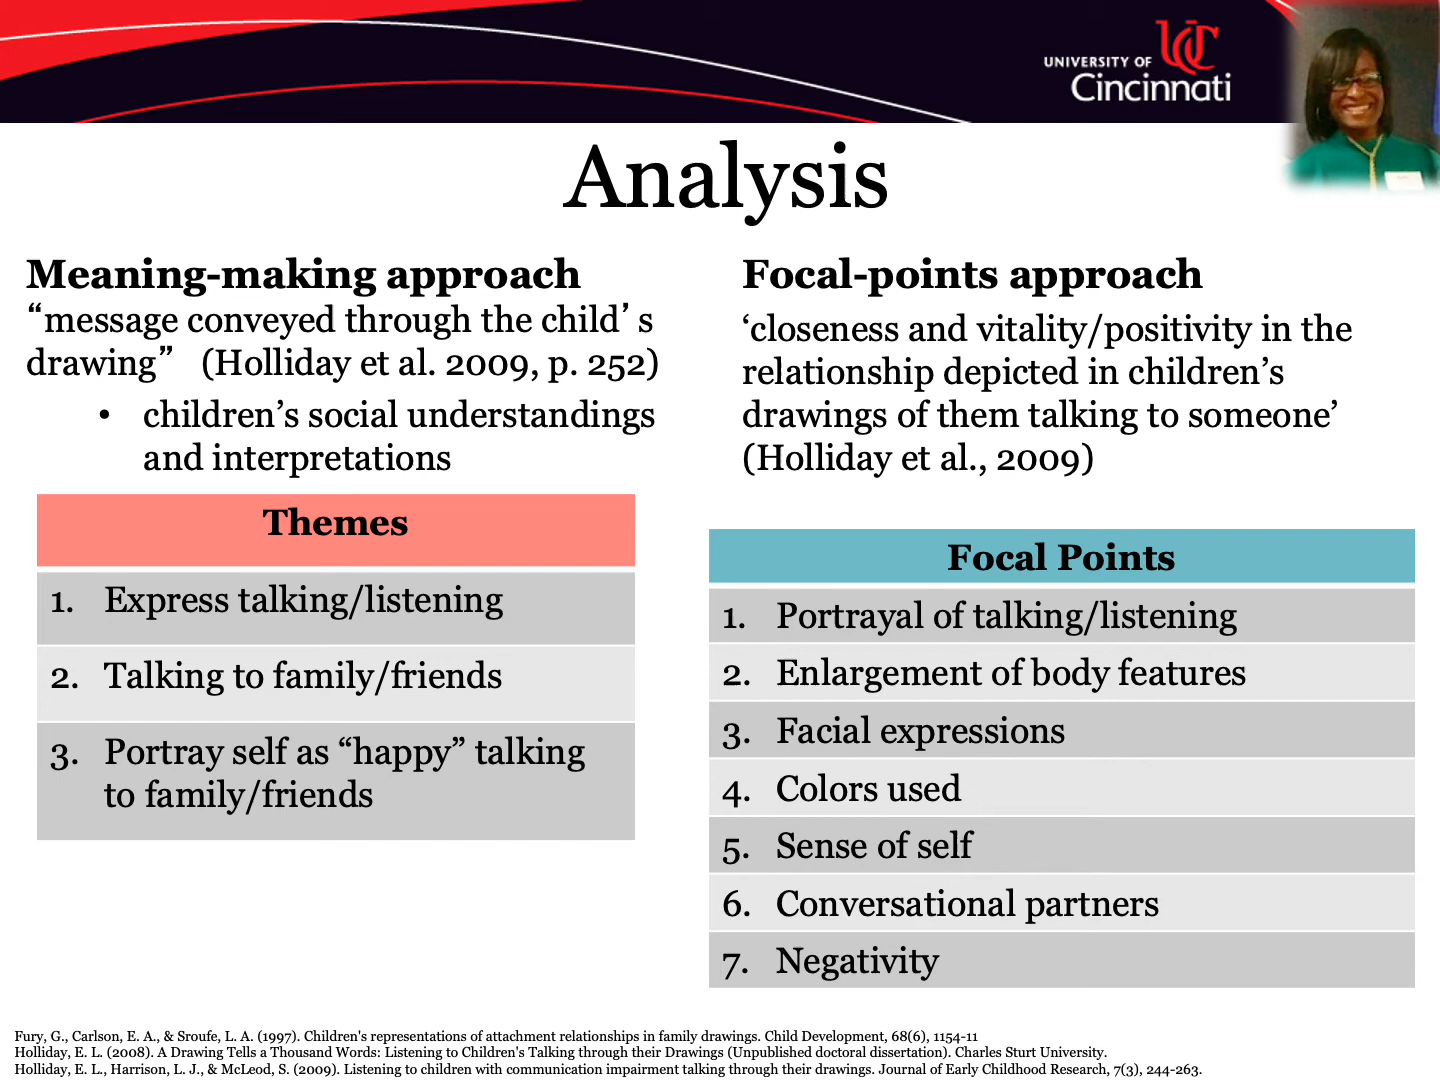 UNIVERSITY OF
Cincinnati
Analysis
Meaning-making approach
“message conveyed through the child’ s
drawing” (Holliday et al. 2009, p. 252)
• children’s social understandings
and interpretations
Themes
1. Express talking/listening
2. Talking to family/friends
3. Portray self as “happy” talking
to family/friends
Focal-points approach
‘closeness and vitality/positivity in the
relationship depicted in children’s
drawings of them talking to someone’
(Holliday et al., 2009)
Focal Points
1. Portrayal of talking/listening
2. Enlargement of body features
3. Facial expressions
4. Colors used
5. Sense of self
6. Conversational partners
7. Negativity
Fury, G., Carlson, E. A., & Sroufe, L. A. (1997). Children's representations of attachment relationships in family drawings. Child Development, 68(6), 1154-11
Holliday, E. L. (2008). A Drawing Tells a Thousand Words: Listening to Children's Talking through their Drawings (Unpublished doctoral dissertation). Charles Sturt University.
Holliday, E. L., Harrison, L. J., & McLeod, S. (2009). Listening to children with communication impairment talking through their drawings. Journal of Early Childhood Research, 7(3), 244-263.